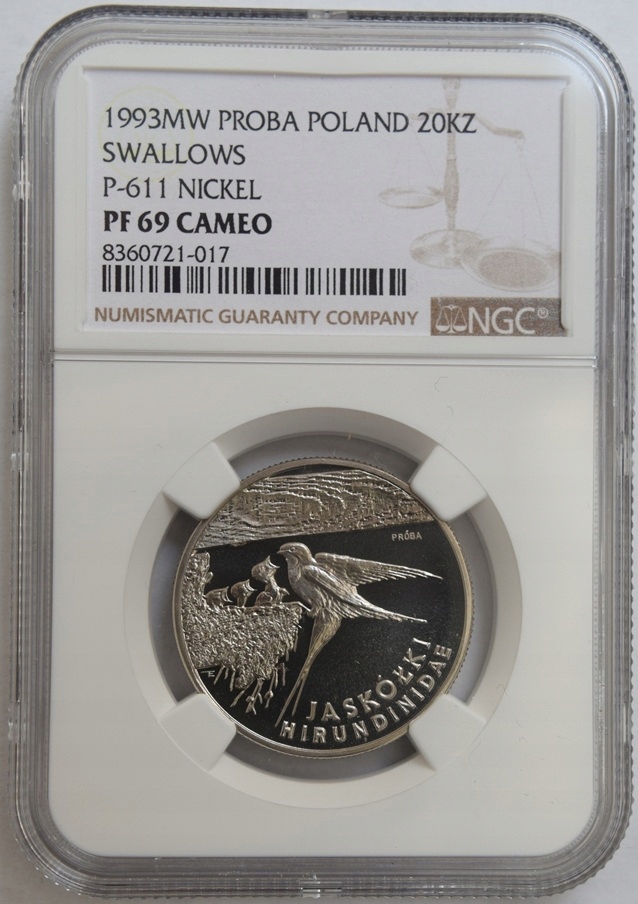 1993MW PROBA POLAND 20KZ
SWALLOWS
P-611 NICKEL
PF 69 CAMEO
8360721-017
NUMISMATIC GUARANTY COMPANY NGC®
PRÓBA
JASKÓŁKI
HIRUNDINIDAE